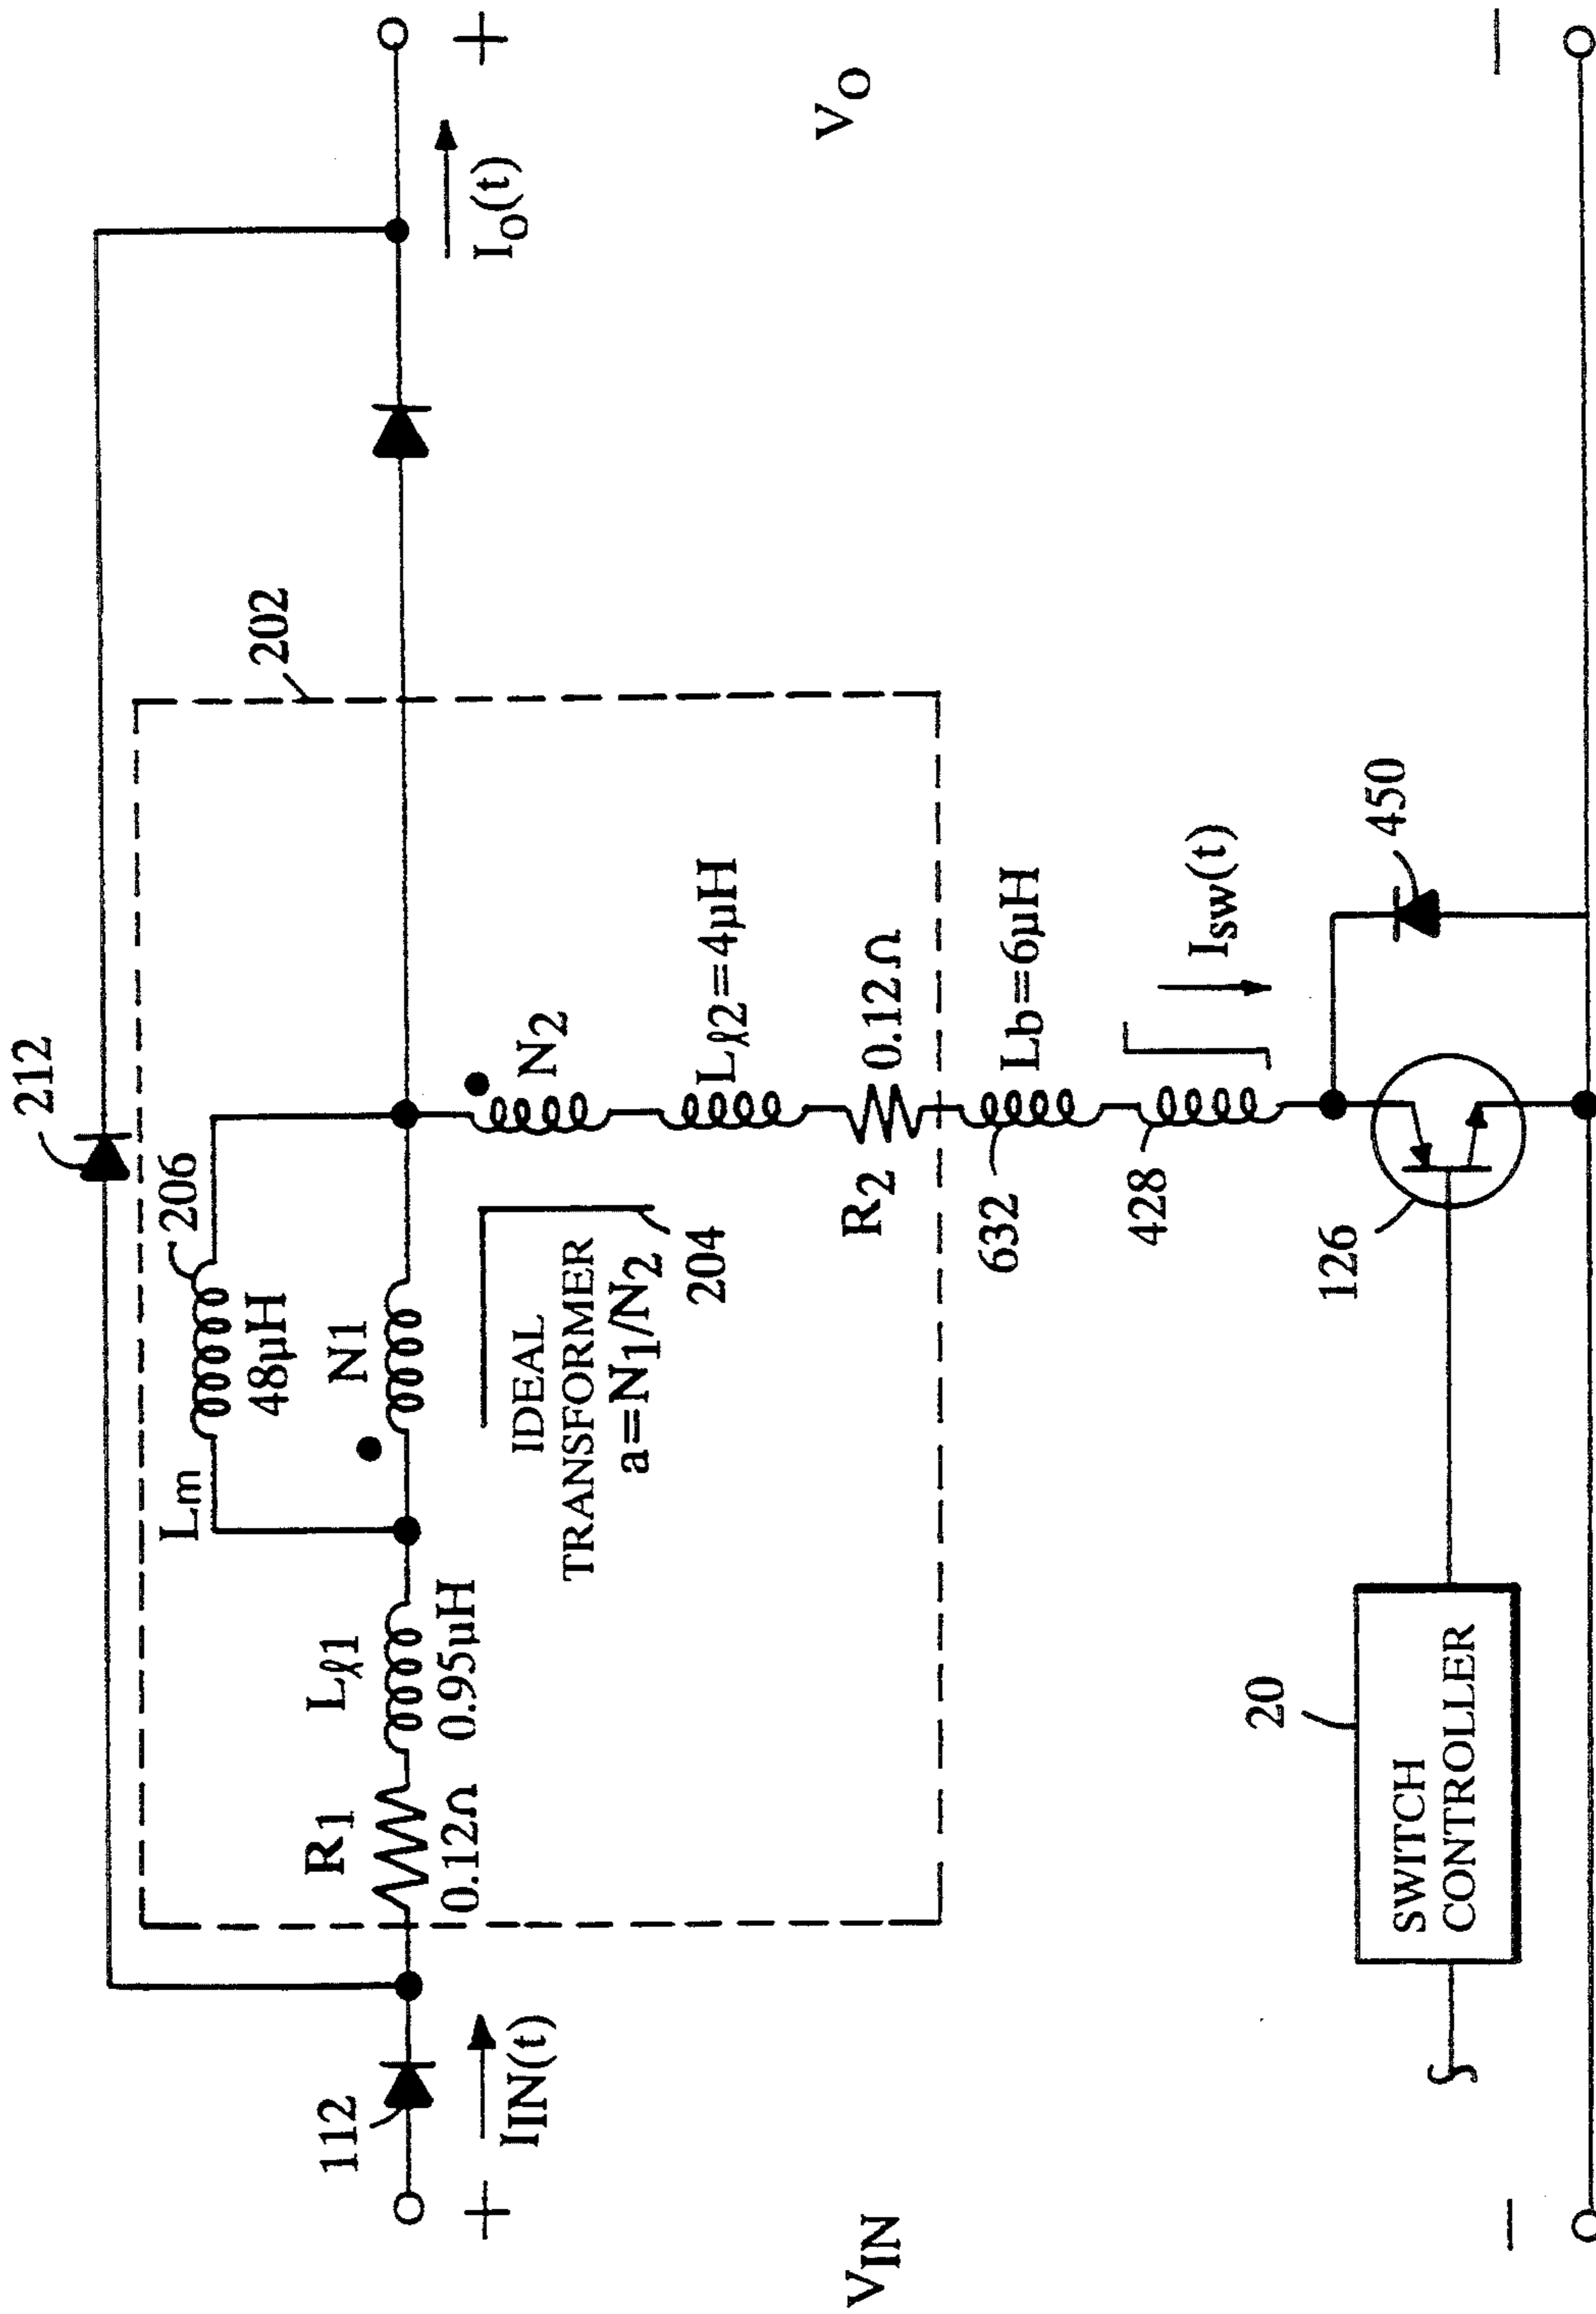 212
202
206
Lm
48µH
N1
R1
0.12Ω
Lℓ1
0.95µH
112
IIN(t)
+
IO(t)
+
IDEAL
TRANSFORMER
a=N1/N2
204
N2
Lℓ2=4µH
R2
0.12Ω
VIN
VO
632
Lb=6µH
428
Isw(t)
126
450
20
SWITCH
CONTROLLER
−
−